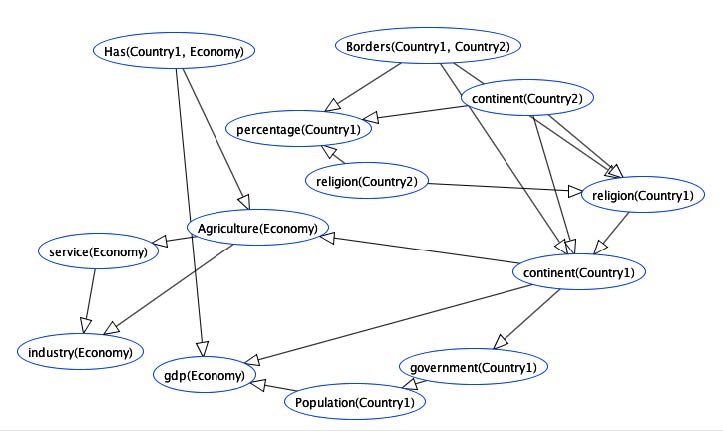 Borders(Country1, Country2)
Has(Country1, Economy)
continent(Country2)
percentage(Country1)
religion(Country2)
religion(Country1)
Agriculture(Economy)
service(Economy)
continent(Country1)
industry(Economy)
government(Country1)
gdp(Economy)
Population(Country1)